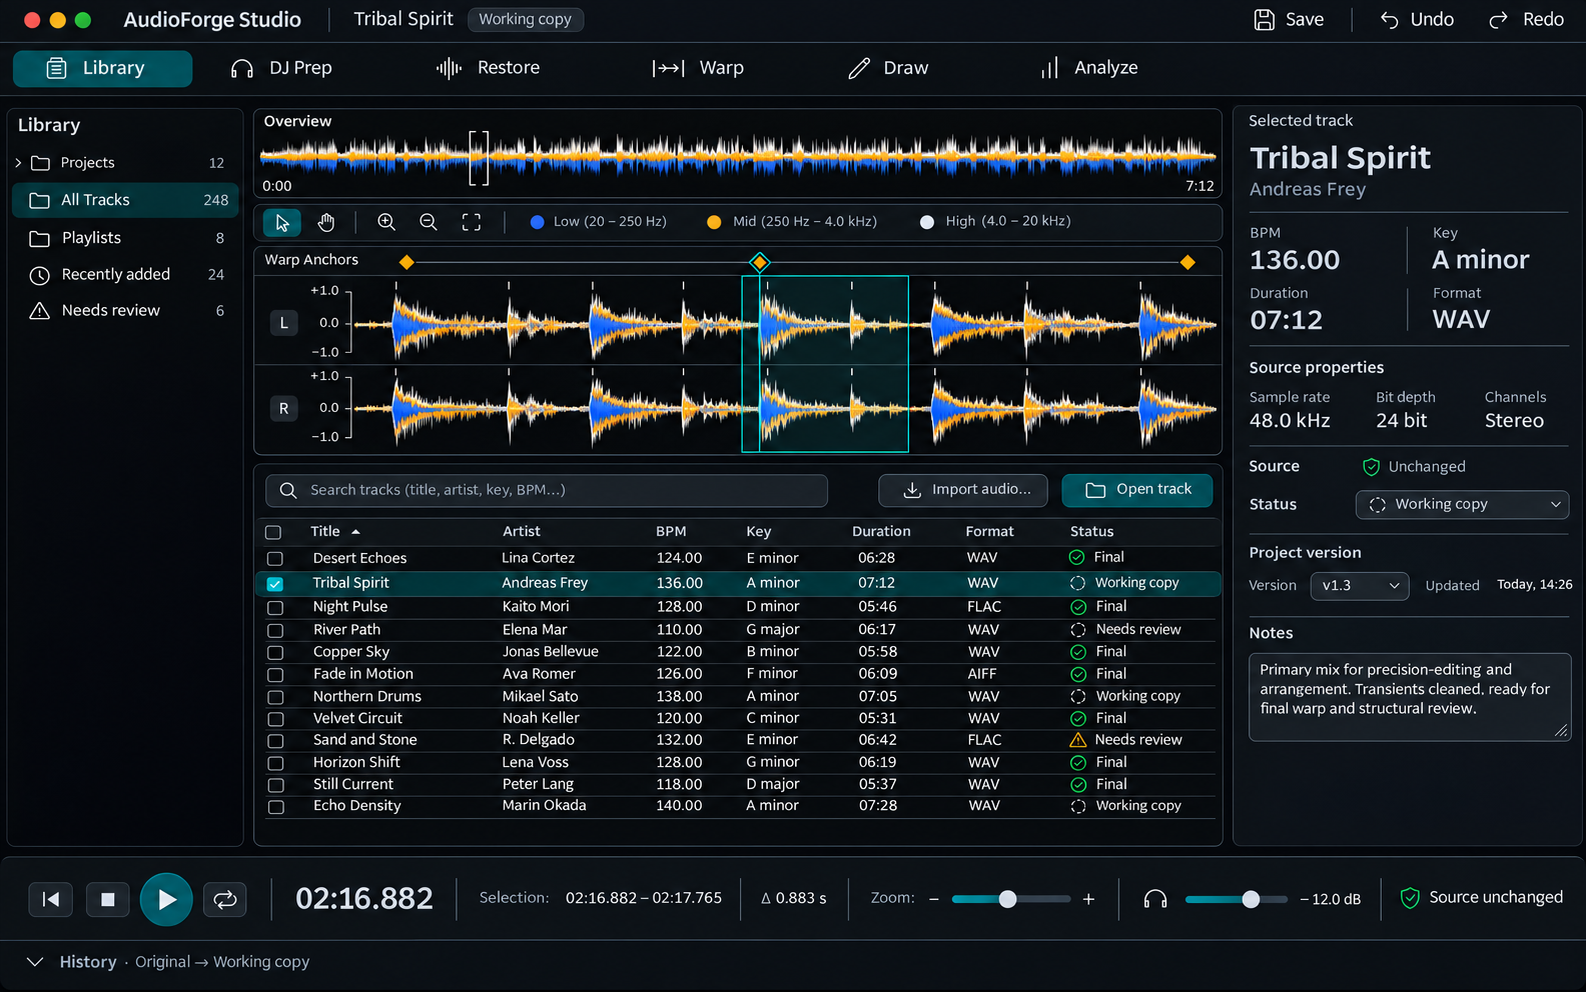 AudioForge Studio Tribal Spirit Working copy Save Undo Redo
Library DJ Prep Restore Warp Draw Analyze
Library
Projects 12
All Tracks 248
Playlists 8
Recently added 24
Needs review 6
Overview
0:00 7:12
Low (20 – 250 Hz) Mid (250 Hz – 4.0 kHz) High (4.0 – 20 kHz)
Warp Anchors
L +1.0
0.0
−1.0
R +1.0
0.0
−1.0
Search tracks (title, artist, key, BPM...) Import audio... Open track
Title Artist BPM Key Duration Format Status
Desert Echoes Lina Cortez 124.00 E minor 06:28 WAV Final
Tribal Spirit Andreas Frey 136.00 A minor 07:12 WAV Working copy
Night Pulse Kaito Mori 128.00 D minor 05:46 FLAC Final
River Path Elena Mar 110.00 G major 06:17 WAV Needs review
Copper Sky Jonas Bellevue 122.00 B minor 05:58 WAV Final
Fade in Motion Ava Romer 126.00 F minor 06:09 AIFF Final
Northern Drums Mikael Sato 138.00 A minor 07:05 WAV Working copy
Velvet Circuit Noah Keller 120.00 C minor 05:31 WAV Final
Sand and Stone R. Delgado 132.00 E minor 06:42 FLAC Needs review
Horizon Shift Lena Voss 128.00 G minor 06:19 WAV Final
Still Current Peter Lang 118.00 D major 05:37 WAV Final
Echo Density Marin Okada 140.00 A minor 07:28 WAV Working copy
Selected track
Tribal Spirit
Andreas Frey
BPM Key
136.00 A minor
Duration Format
07:12 WAV
Source properties
Sample rate Bit depth Channels
48.0 kHz 24 bit Stereo
Source Unchanged
Status Working copy
Project version
Version v1.3 Updated Today, 14:26
Notes
Primary mix for precision-editing and
arrangement. Transients cleaned, ready for
final warp and structural review.
02:16.882 Selection: 02:16.882 – 02:17.765 Δ 0.883 s Zoom: − + − 12.0 dB Source unchanged
History · Original → Working copy